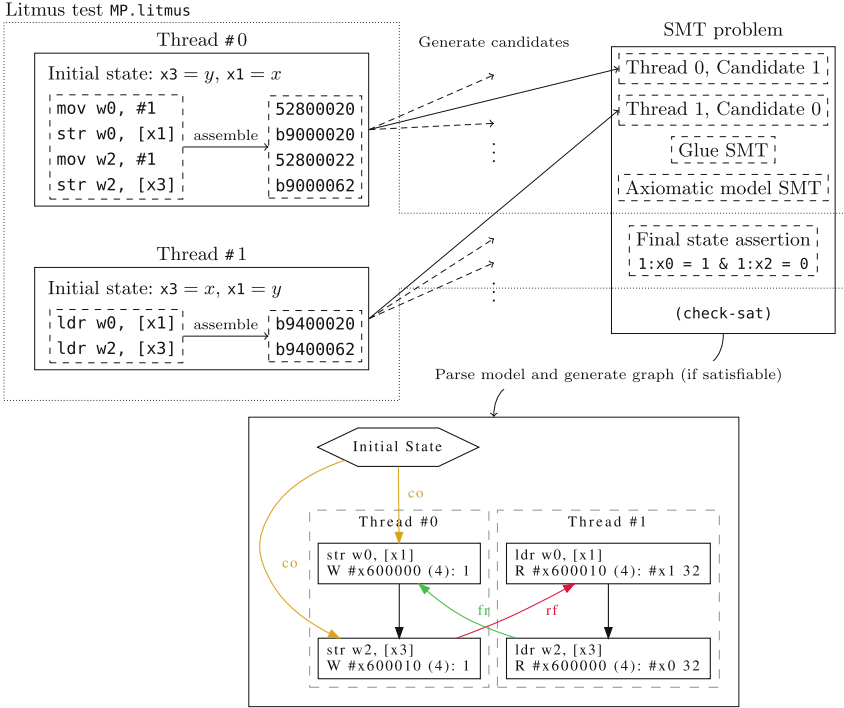 Litmus test MP.litmus
Thread #0
Initial state: x3 = y, x1 = x
mov w0, #1
str w0, [x1]
mov w2, #1
str w2, [x3]
assemble
52800020
b9000020
52800022
b9000062
Thread #1
Initial state: x3 = x, x1 = y
ldr w0, [x1]
ldr w2, [x3]
assemble
b9400020
b9400062
Generate candidates
SMT problem
Thread 0, Candidate 1
Thread 1, Candidate 0
Glue SMT
Axiomatic model SMT
Final state assertion
1:x0 = 1 & 1:x2 = 0
(check-sat)
Parse model and generate graph (if satisfiable)
Initial State
co
co
Thread #0
str w0, [x1]
W #x600000 (4): 1
str w2, [x3]
W #x600010 (4): 1
fr
rf
Thread #1
ldr w0, [x1]
R #x600010 (4): #x1 32
ldr w2, [x3]
R #x600000 (4): #x0 32